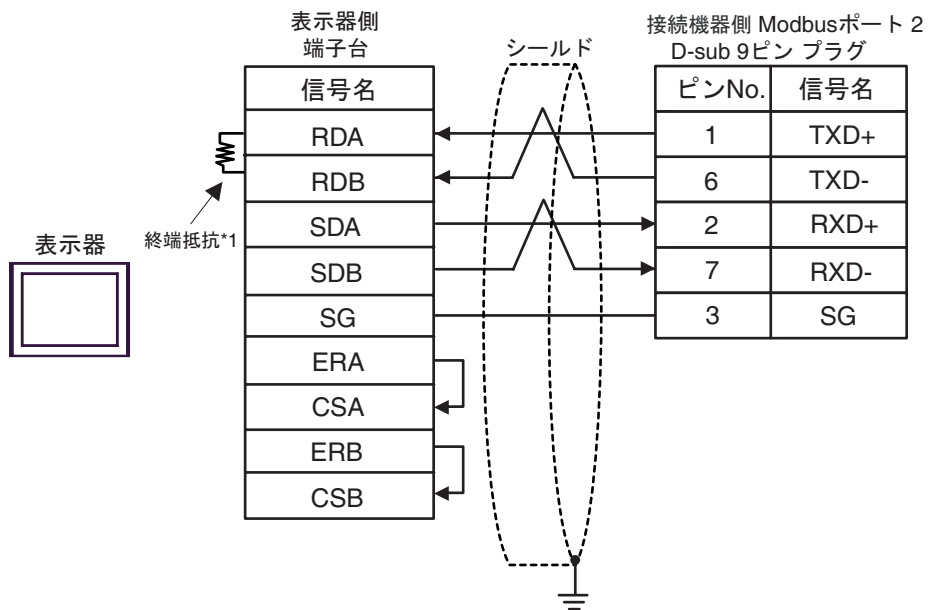 表示器側
端子台
シールド
接続機器側 Modbusポート 2
D-sub 9ピン プラグ
信号名
ピンNo. 信号名
RDA
1 TXD+
RDB
6 TXD-
SDA
2 RXD+
SDB
7 RXD-
SG
3 SG
ERA
CSA
ERB
CSB
終端抵抗*1
表示器